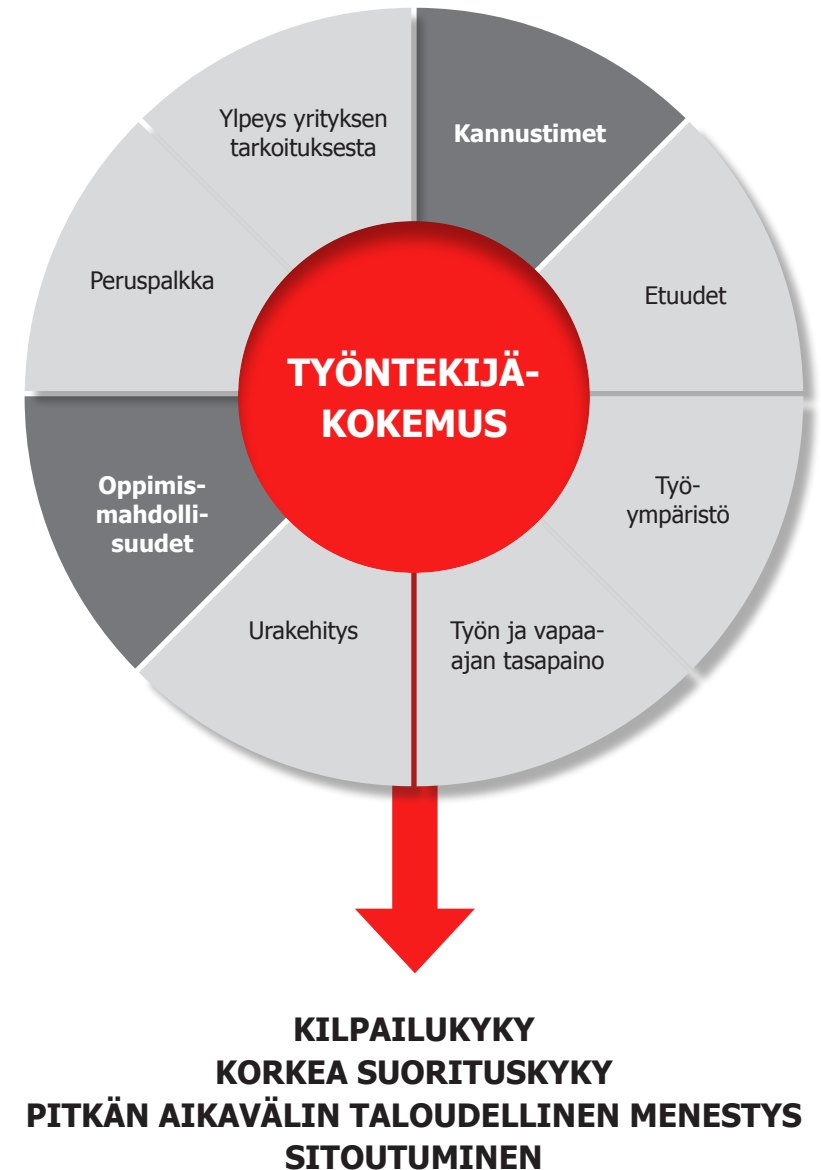 Ylpeys yrityksen
tarkoituksesta
Kannustimet
Peruspalkka
Etuudet
TYÖNTEKIJÄ-
KOKEMUS
Oppimis-
mahdolli-
suudet
Työ-
ympäristö
Urakehitys
Työn ja vapaa-
ajan tasapaino
KILPAILUKYKY
KORKEA SUORITUSKYKY
PITKÄN AIKAVÄLIN TALOUDELLINEN MENESTYS
SITOUTUMINEN